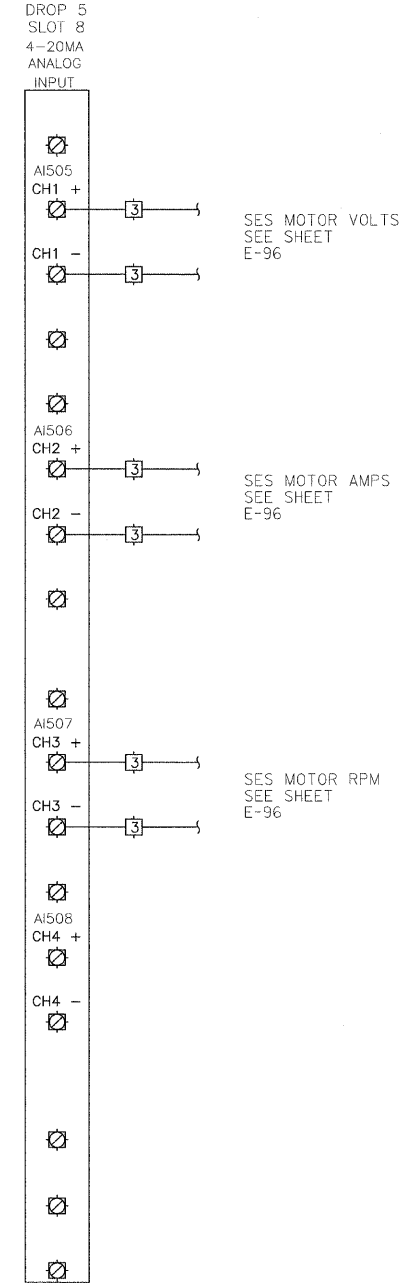 DROP 5
SLOT 8
4-20MA
ANALOG
INPUT
AI505
CH1 +
3
SES MOTOR VOLTS
SEE SHEET
E-96
CH1 -
3
AI506
CH2 +
3
SES MOTOR AMPS
SEE SHEET
E-96
CH2 -
3
AI507
CH3 +
3
SES MOTOR RPM
SEE SHEET
E-96
CH3 -
3
AI508
CH4 +
CH4 -